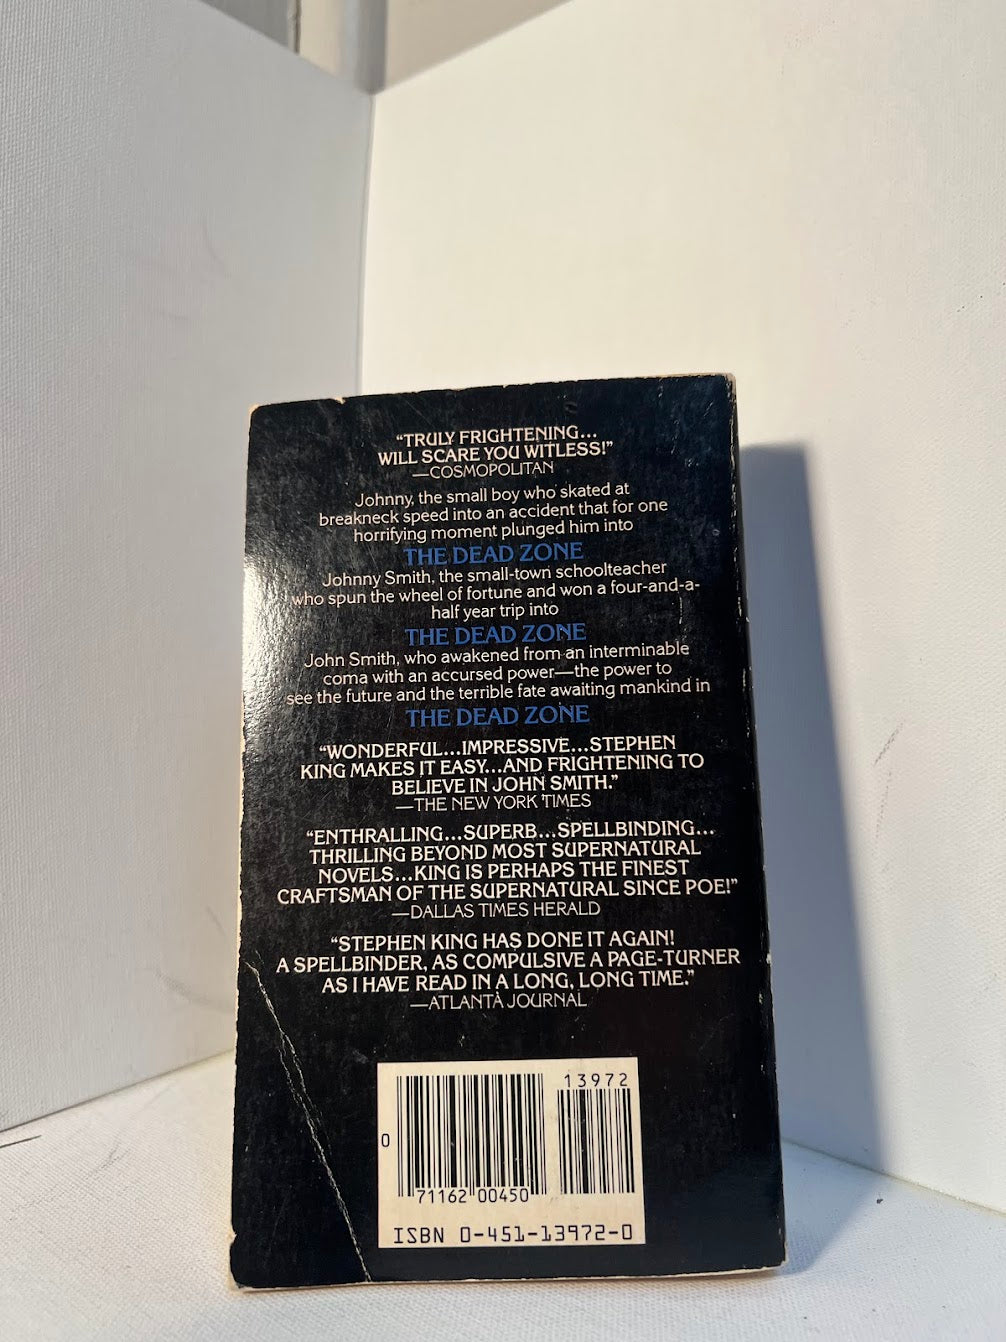 “TRULY FRIGHTENING...
WILL SCARE YOU WITLESS!”
—COSMOPOLITAN
Johnny, the small boy who skated at
breakneck speed into an accident that for one
horrifying moment plunged him into
THE DEAD ZONE
Johnny Smith, the small-town schoolteacher
who spun the wheel of fortune and won a four-and-a-
half year trip into
THE DEAD ZONE
John Smith, who awakened from an interminable
coma with an accursed power—the power to
see the future and the terrible fate awaiting mankind in
THE DEAD ZONE
“WONDERFUL...IMPRESSIVE...STEPHEN
KING MAKES IT EASY...AND FRIGHTENING TO
BELIEVE IN JOHN SMITH.”
—THE NEW YORK TIMES
“ENTHRALLING...SUPERB...SPELLBINDING...
THRILLING BEYOND MOST SUPERNATURAL
NOVELS...KING IS PERHAPS THE FINEST
CRAFTSMAN OF THE SUPERNATURAL SINCE POE!”
—DALLAS TIMES HERALD
“STEPHEN KING HAS DONE IT AGAIN!
A SPELLBINDER, AS COMPULSIVE A PAGE-TURNER
AS I HAVE READ IN A LONG, LONG TIME.”
—ATLANTA JOURNAL
13972
0
71162 00450
ISBN 0-451-13972-0